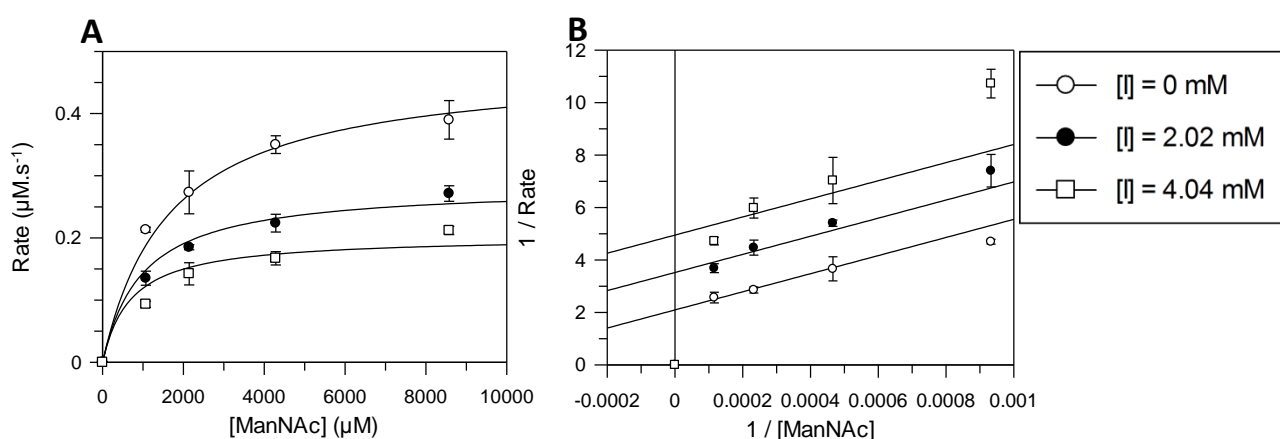 A
B
Rate (µM.s⁻¹)
0.4
0.2
0
0
2000
4000
6000
8000
10000
[ManNAc] (µM)
1 / Rate
12
10
8
6
4
2
0
-0.0002
0
0.0002
0.0004
0.0006
0.0008
0.001
1 / [ManNAc]
[I] = 0 mM
[I] = 2.02 mM
[I] = 4.04 mM